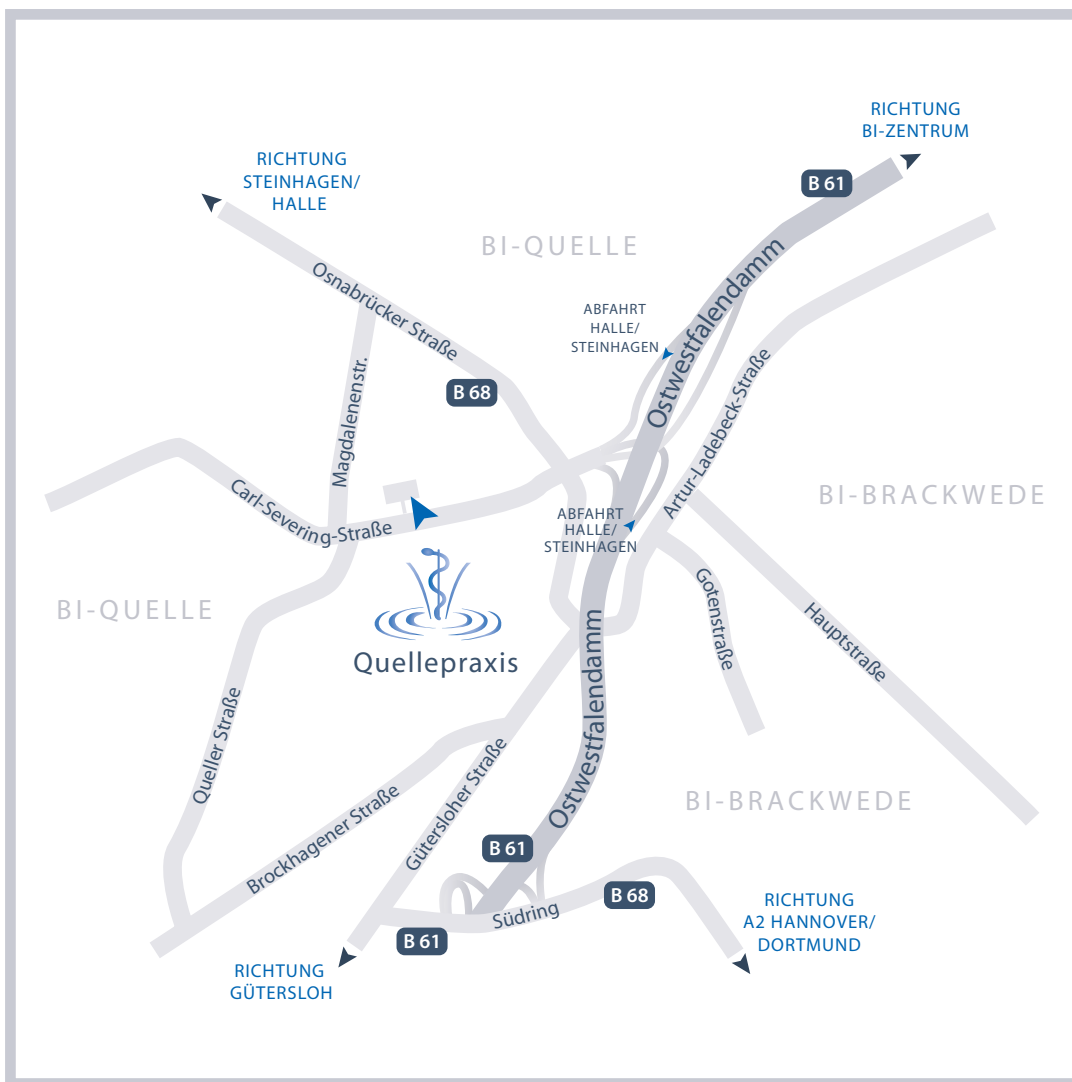 RICHTUNG
BI-ZENTRUM
RICHTUNG
STEINHAGEN/
HALLE
B 61
BI-QUELLE
Osnabrücker Straße
Ostwestfalendamm
ABFAHRT
HALLE/
STEINHAGEN
B 68
Magdalenenstr.
Artur-Ladebeck-Straße
Carl-Severing-Straße
BI-BRACKWEDE
ABFAHRT
HALLE/
STEINHAGEN
BI-QUELLE
Gotenstraße
Hauptstraße
Quellepraxis
Ostwestfalendamm
Queller Straße
Gütersloher Straße
BI-BRACKWEDE
Brockhagener Straße
B 61
B 68
Südring
B 61
RICHTUNG
A2 HANNOVER/
DORTMUND
RICHTUNG
GÜTERSLOH